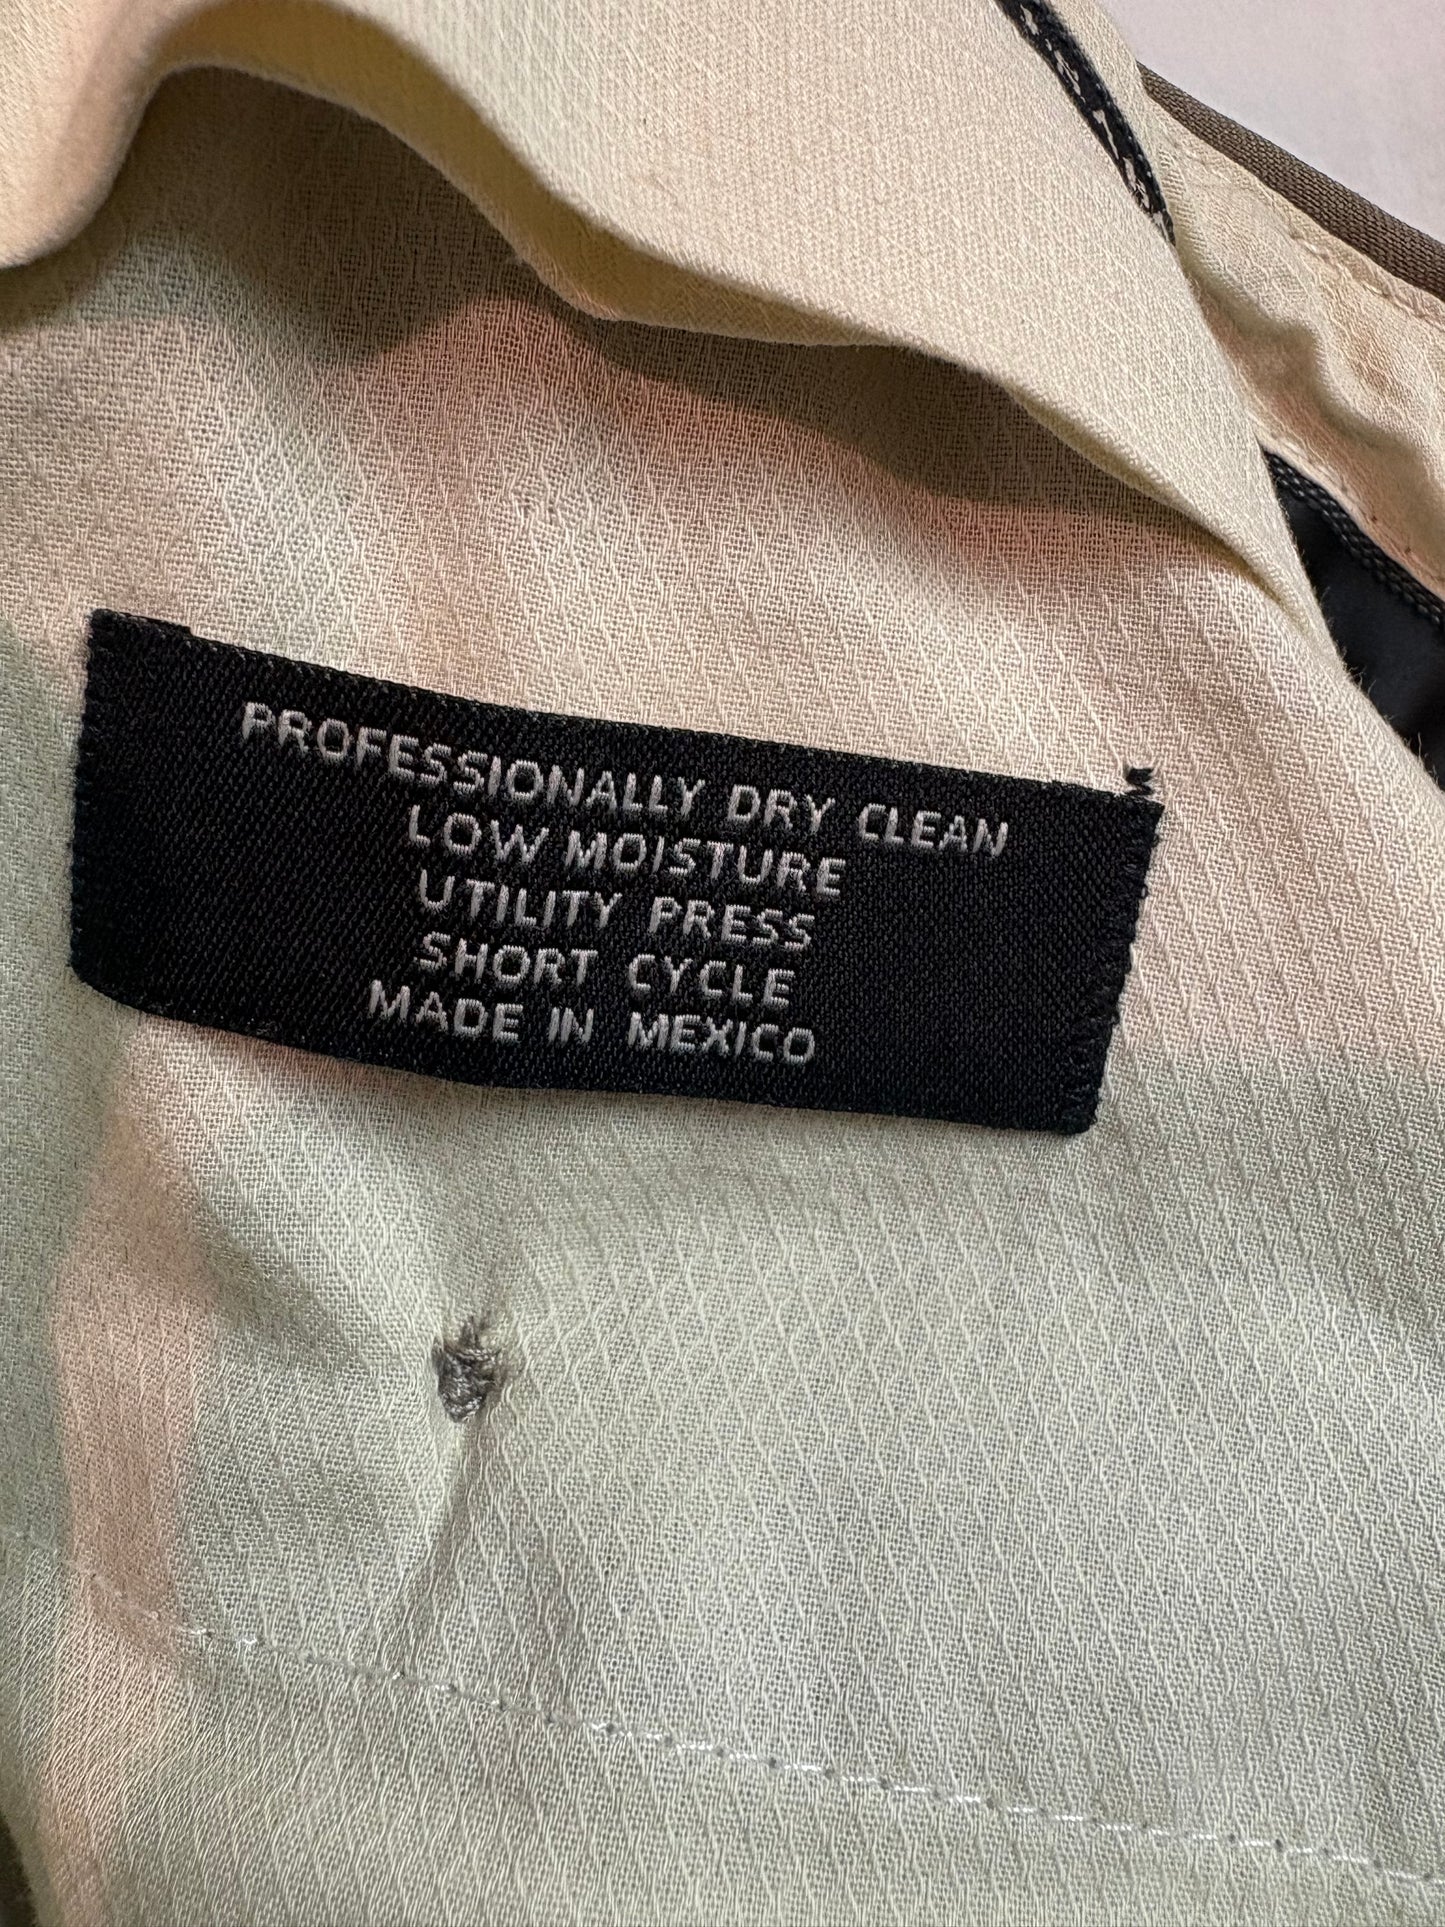 PROFESSIONALLY DRY CLEAN
LOW MOISTURE
UTILITY PRESS
SHORT CYCLE
MADE IN MEXICO